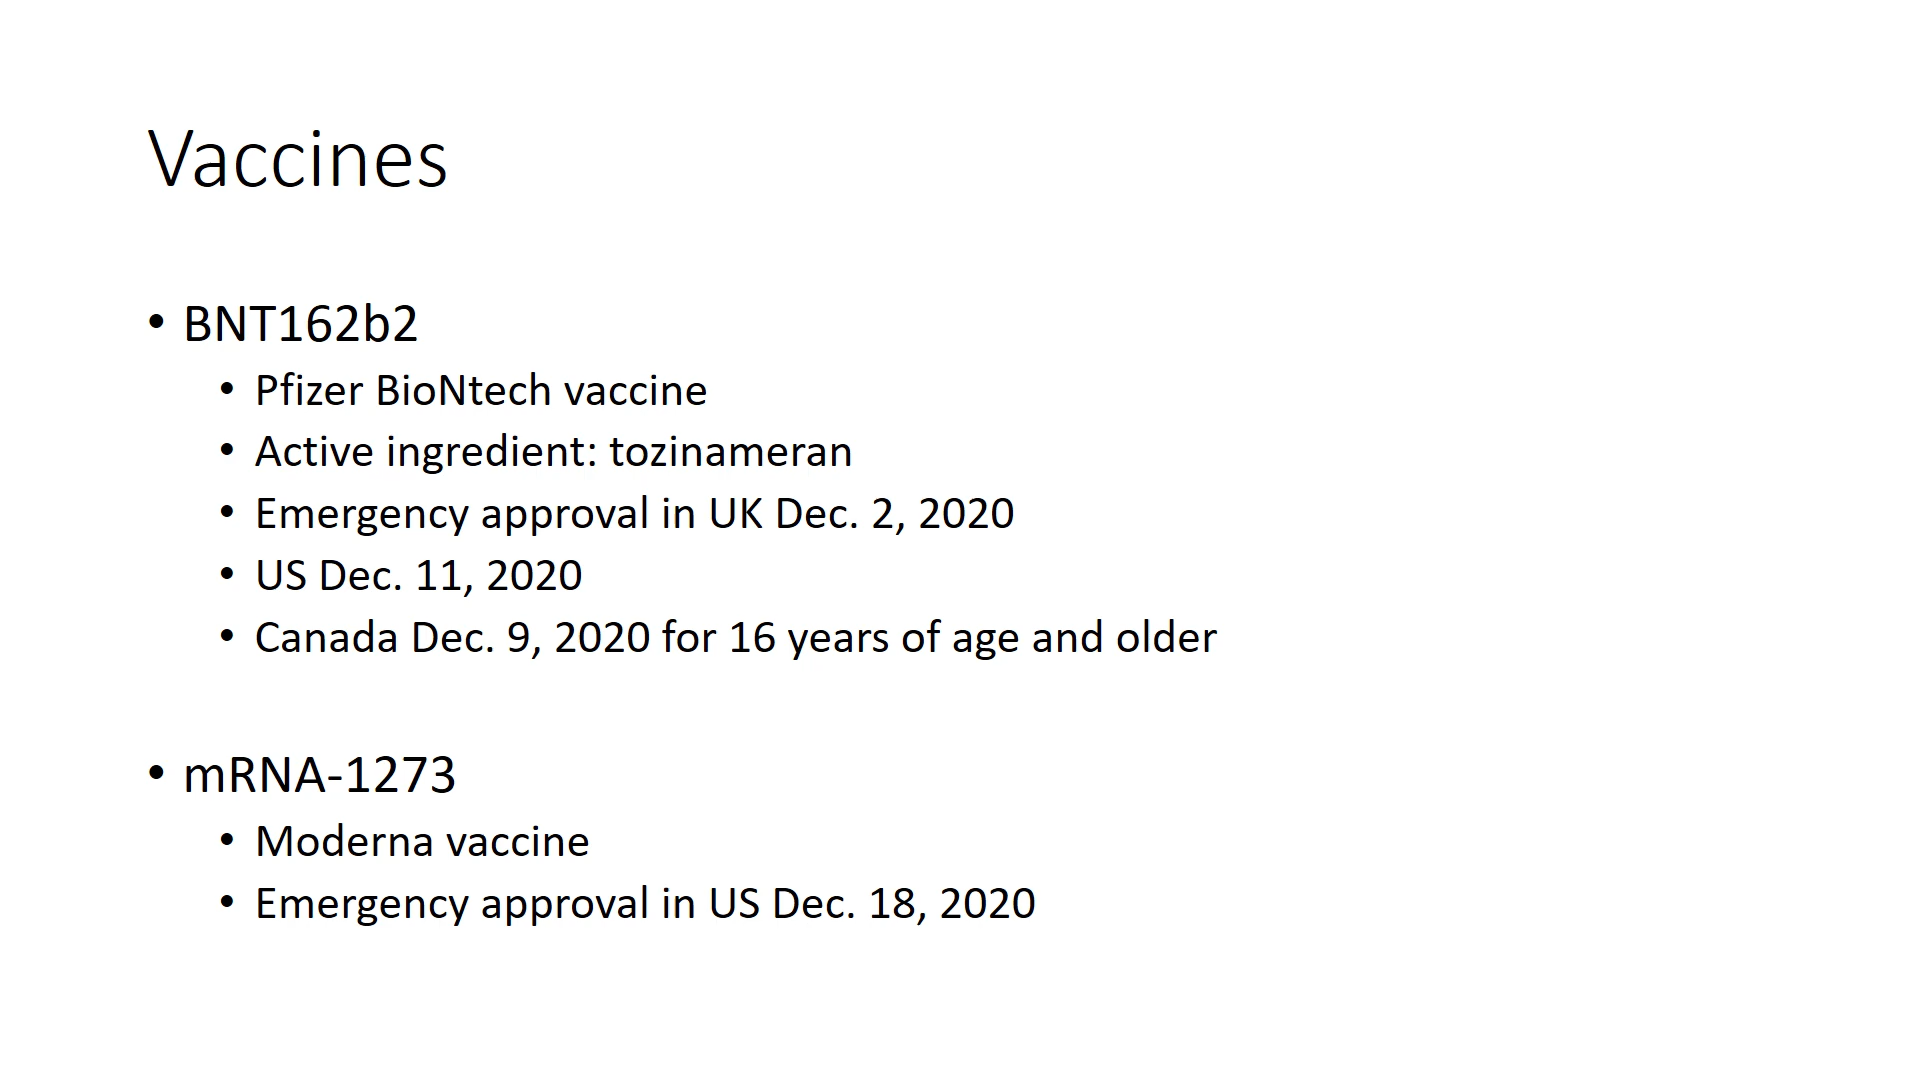 Vaccines
• BNT162b2
• Pfizer BioNtech vaccine
• Active ingredient: tozinameran
• Emergency approval in UK Dec. 2, 2020
• US Dec. 11, 2020
• Canada Dec. 9, 2020 for 16 years of age and older
• mRNA-1273
• Moderna vaccine
• Emergency approval in US Dec. 18, 2020